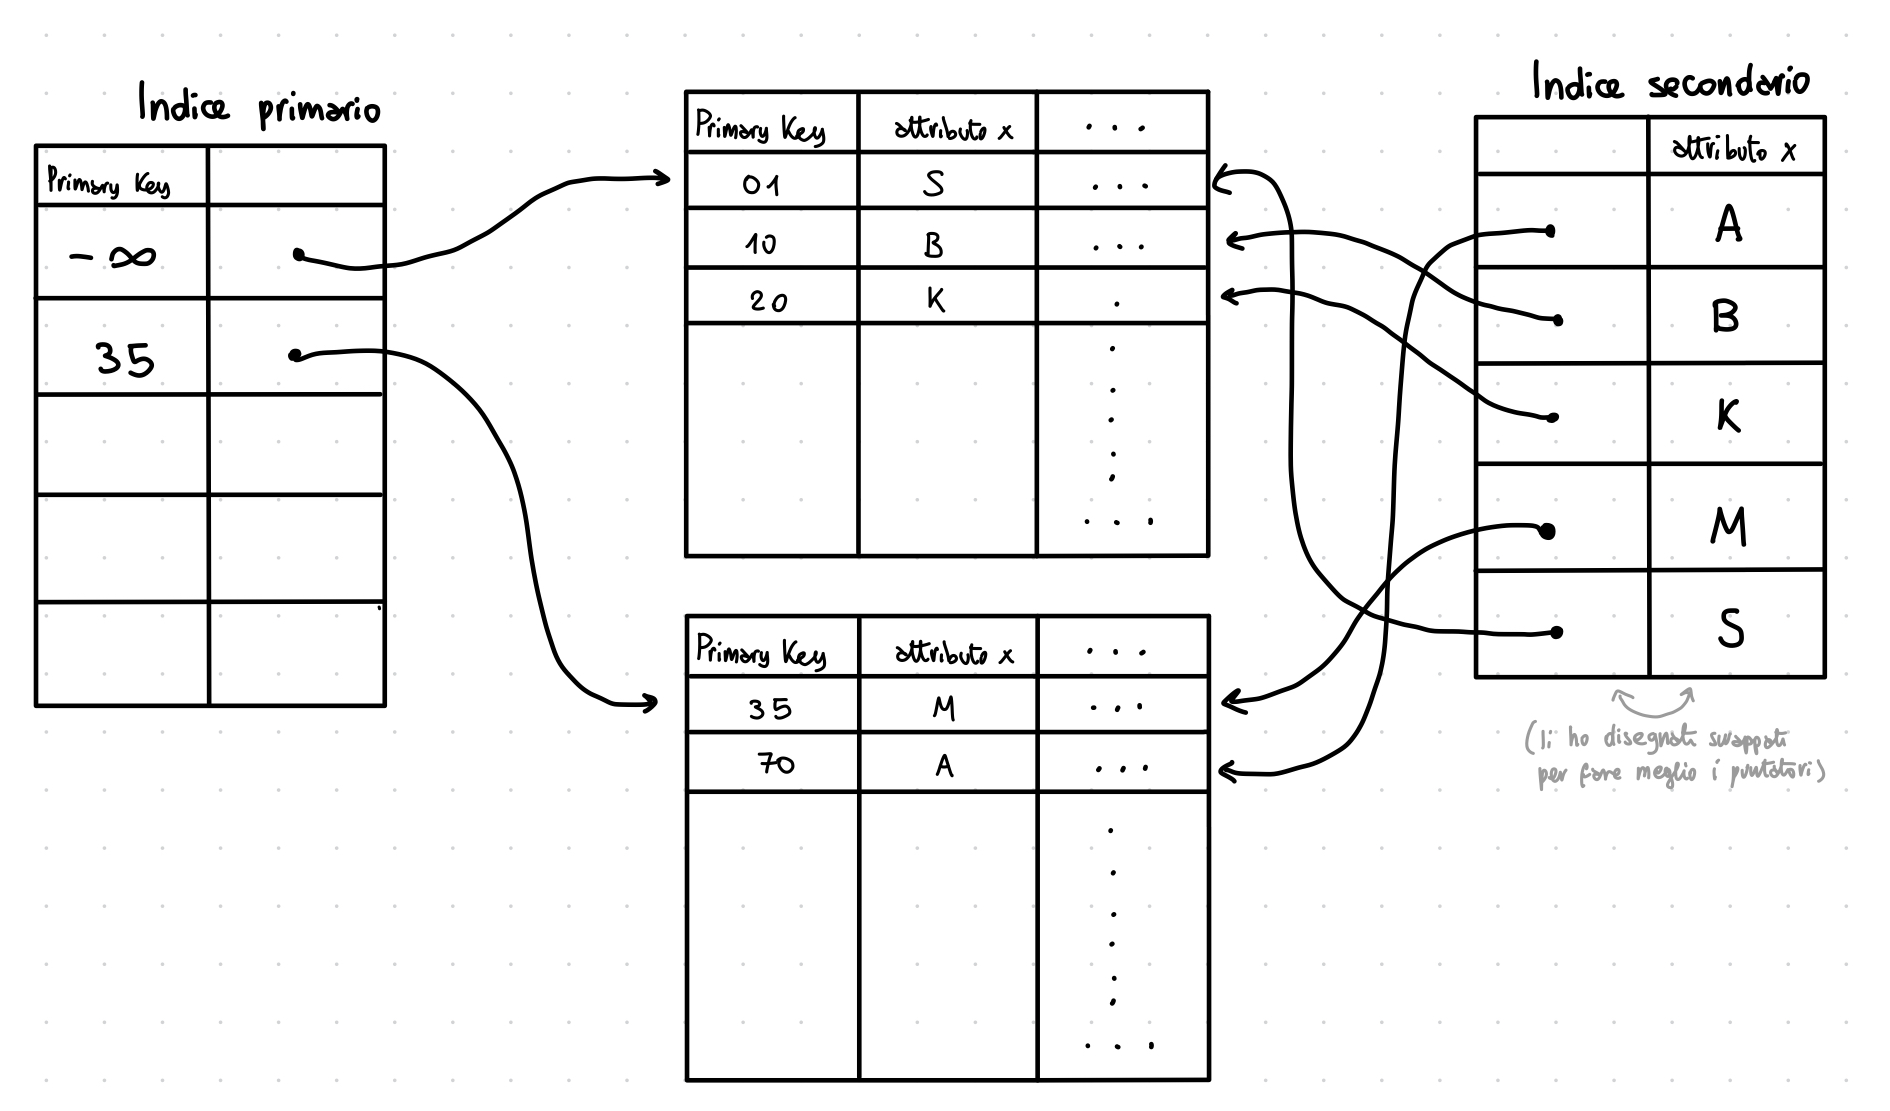 Indice primario
Primary Key
- ∞
35
Primary Key attributo x . . .
01 S . . .
10 B . . .
20 K .
. . .
Primary Key attributo x . . .
35 M . . .
70 A . . .
. . .
Indice secondario
attributo x
A
B
K
M
S
(li ho disegnati swappati
per fare meglio i puntatori)